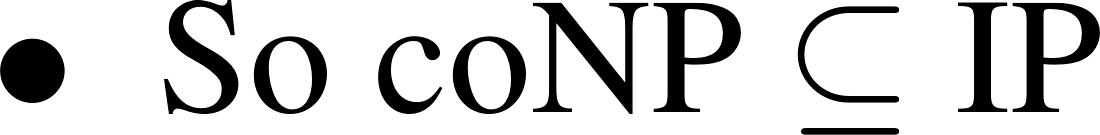 • So coNP ⊆ IP